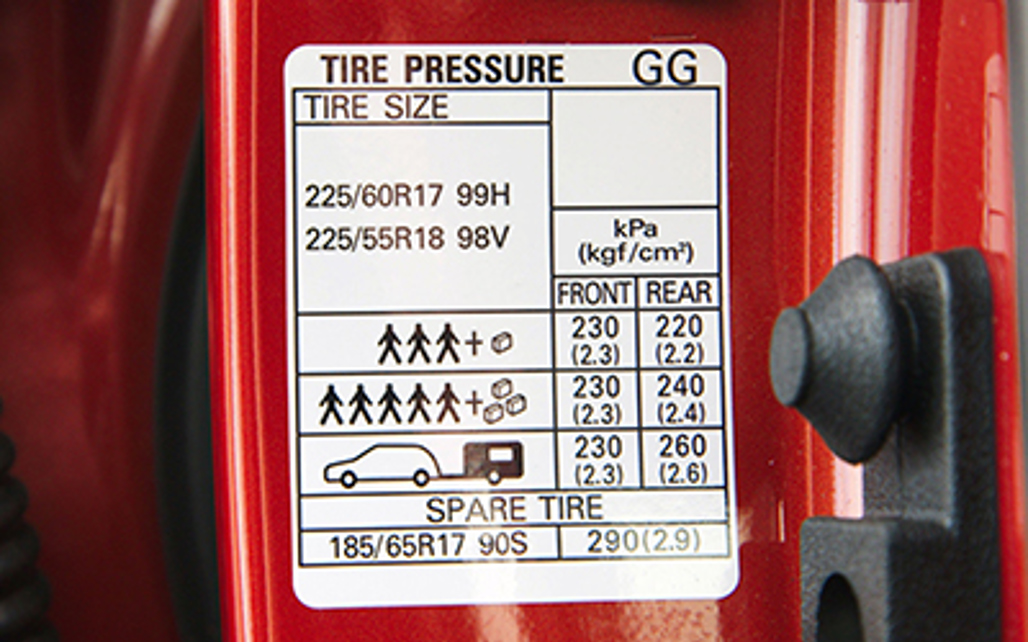 TIRE PRESSURE GG
TIRE SIZE
225/60R17 99H
225/55R18 98V
kPa
(kgf/cm²)
FRONT REAR
+ 230 220
(2.3) (2.2)
+ 230 240
(2.3) (2.4)
230 260
(2.3) (2.6)
SPARE TIRE
185/65R17 90S 290(2.9)